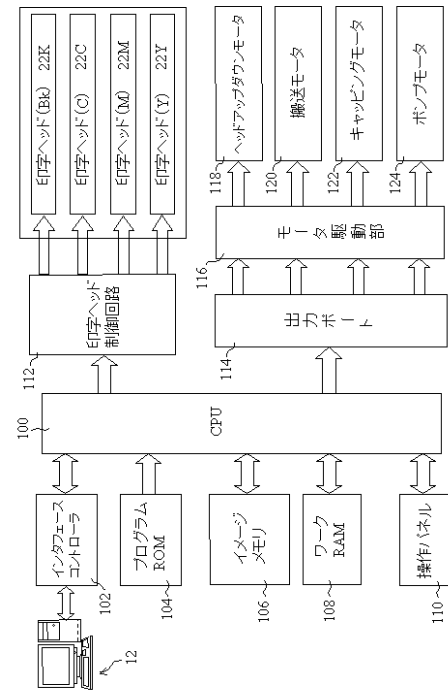 12
インタフェース
コントローラ
102
プログラム
ROM
104
イメージ
メモリ
106
ワーク
RAM
108
操作パネル
110
100
CPU
112
印字ヘッド
制御回路
印字ヘッド(Bk) 22K
印字ヘッド(C) 22C
印字ヘッド(M) 22M
印字ヘッド(Y) 22Y
114
出力ポート
116
モータ駆動部
118
ヘッドアップダウンモータ
120
搬送モータ
122
キャッピングモータ
124
ポンプモータ